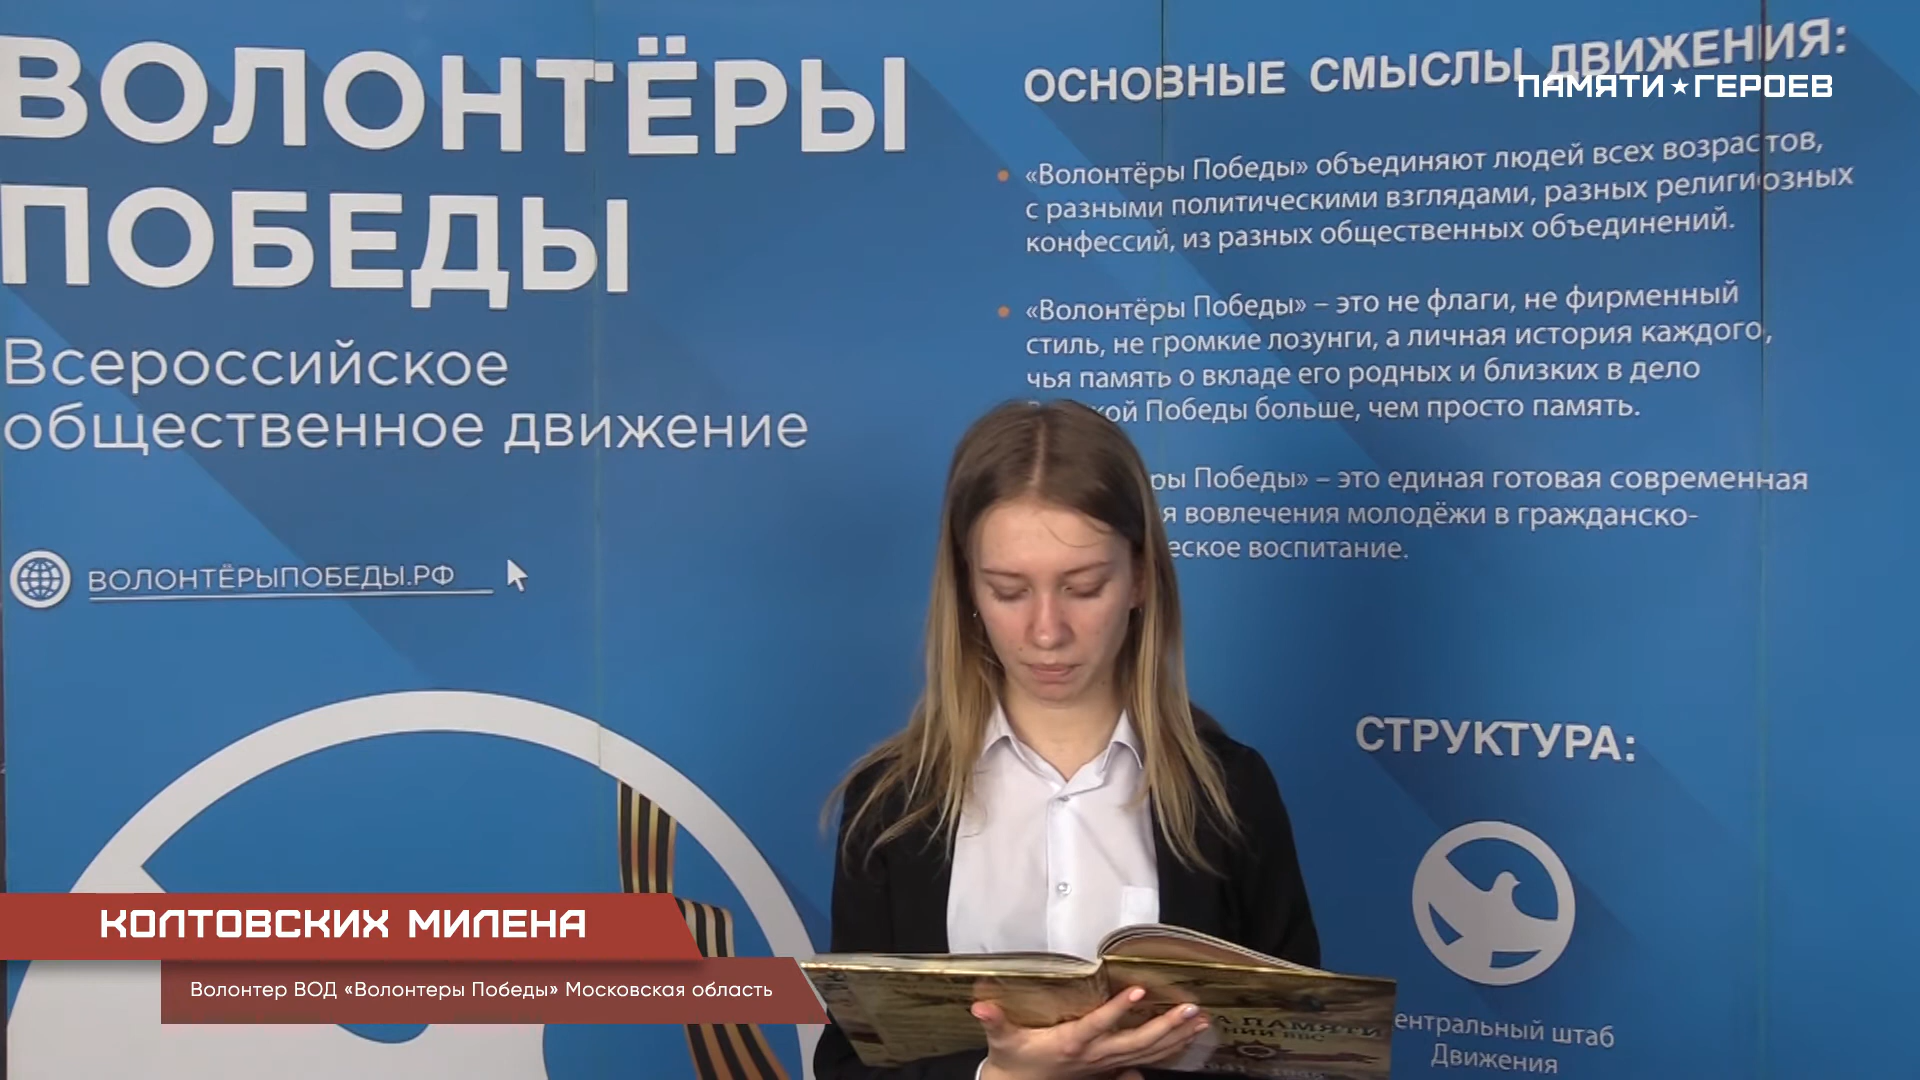 ВОЛОНТЁРЫ
ПОБЕДЫ
Всероссийское
общественное движение
ВОЛОНТЁРЫПОБЕДЫ.РФ
ОСНОВНЫЕ СМЫСЛЫ ДВИЖЕНИЯ:
ПАМЯТИ★ГЕРОЕВ
• «Волонтёры Победы» объединяют людей всех возрастов,
с разными политическими взглядами, разных религиозных
конфессий, из разных общественных объединений.
• «Волонтёры Победы» – это не флаги, не фирменный
стиль, не громкие лозунги, а личная история каждого,
чья память о вкладе его родных и близких в дело
кой Победы больше, чем просто память.
ры Победы» – это единая готовая современная
я вовлечения молодёжи в гражданско-
еское воспитание.
СТРУКТУРА:
ентральный штаб
Движения
КОЛТОВСКИХ МИЛЕНА
Волонтер ВОД «Волонтеры Победы» Московская область
А ПАМЯТИ
ВВС
1941 - 1945